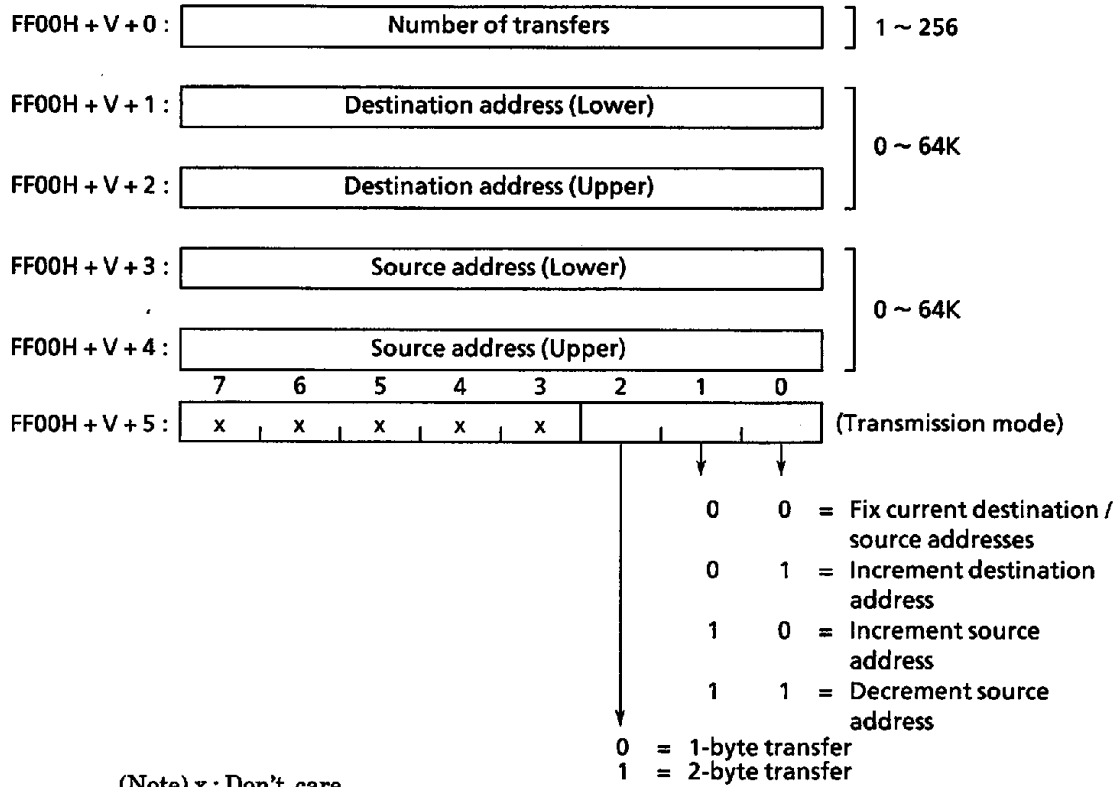 FF00H + V + 0 : Number of transfers 1 ~ 256
FF00H + V + 1 : Destination address (Lower)
0 ~ 64K
FF00H + V + 2 : Destination address (Upper)
FF00H + V + 3 : Source address (Lower)
0 ~ 64K
FF00H + V + 4 : Source address (Upper)
7 6 5 4 3 2 1 0
FF00H + V + 5 : x x x x x (Transmission mode)
0 0 = Fix current destination /
source addresses
0 1 = Increment destination
address
1 0 = Increment source
address
1 1 = Decrement source
address
0 = 1-byte transfer
1 = 2-byte transfer
(Note) x : Don't care